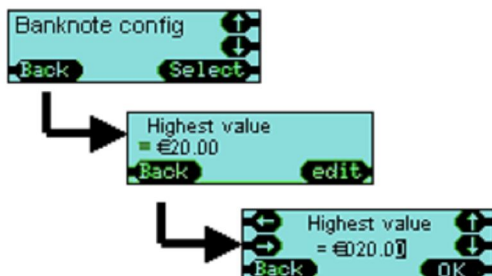 Banknote config
Back Select
Highest value
= €20.00
Back edit
Highest value
= €020.00
Back OK